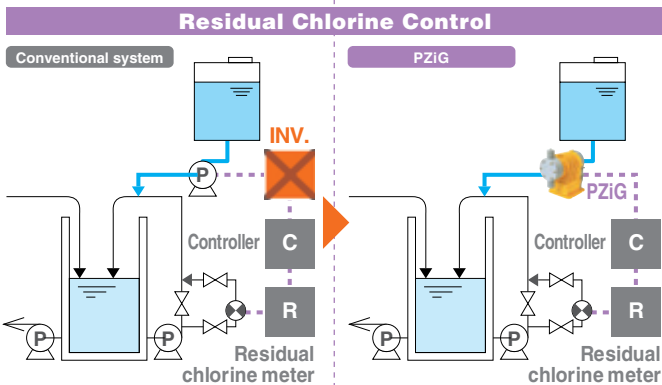 Residual Chlorine Control
Conventional system
INV.
P
Controller
C
R
P
P
Residual
chlorine meter
PZiG
PZiG
Controller
C
R
P
P
Residual
chlorine meter